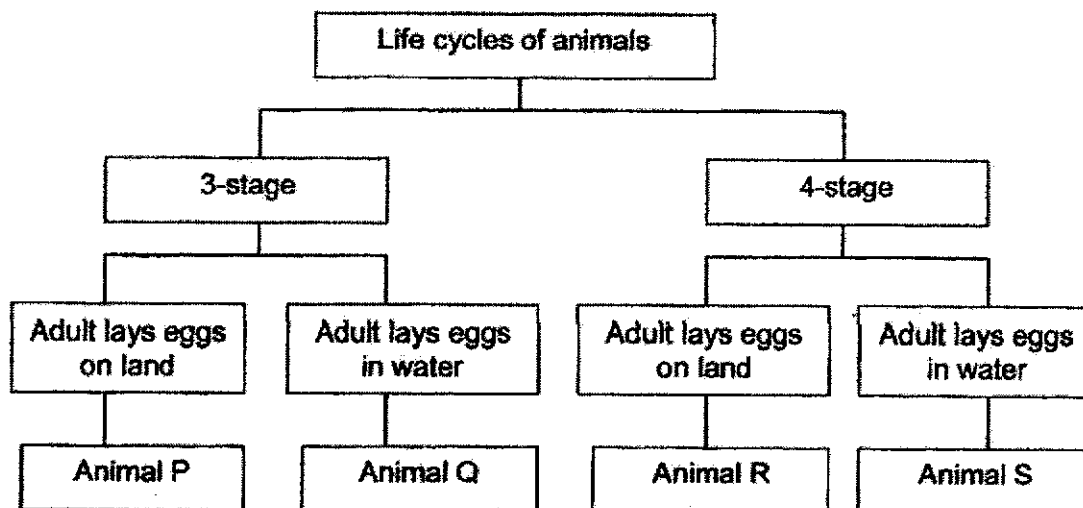 Life cycles of animals
3-stage
4-stage
Adult lays eggs
on land
Adult lays eggs
in water
Adult lays eggs
on land
Adult lays eggs
in water
Animal P
Animal Q
Animal R
Animal S